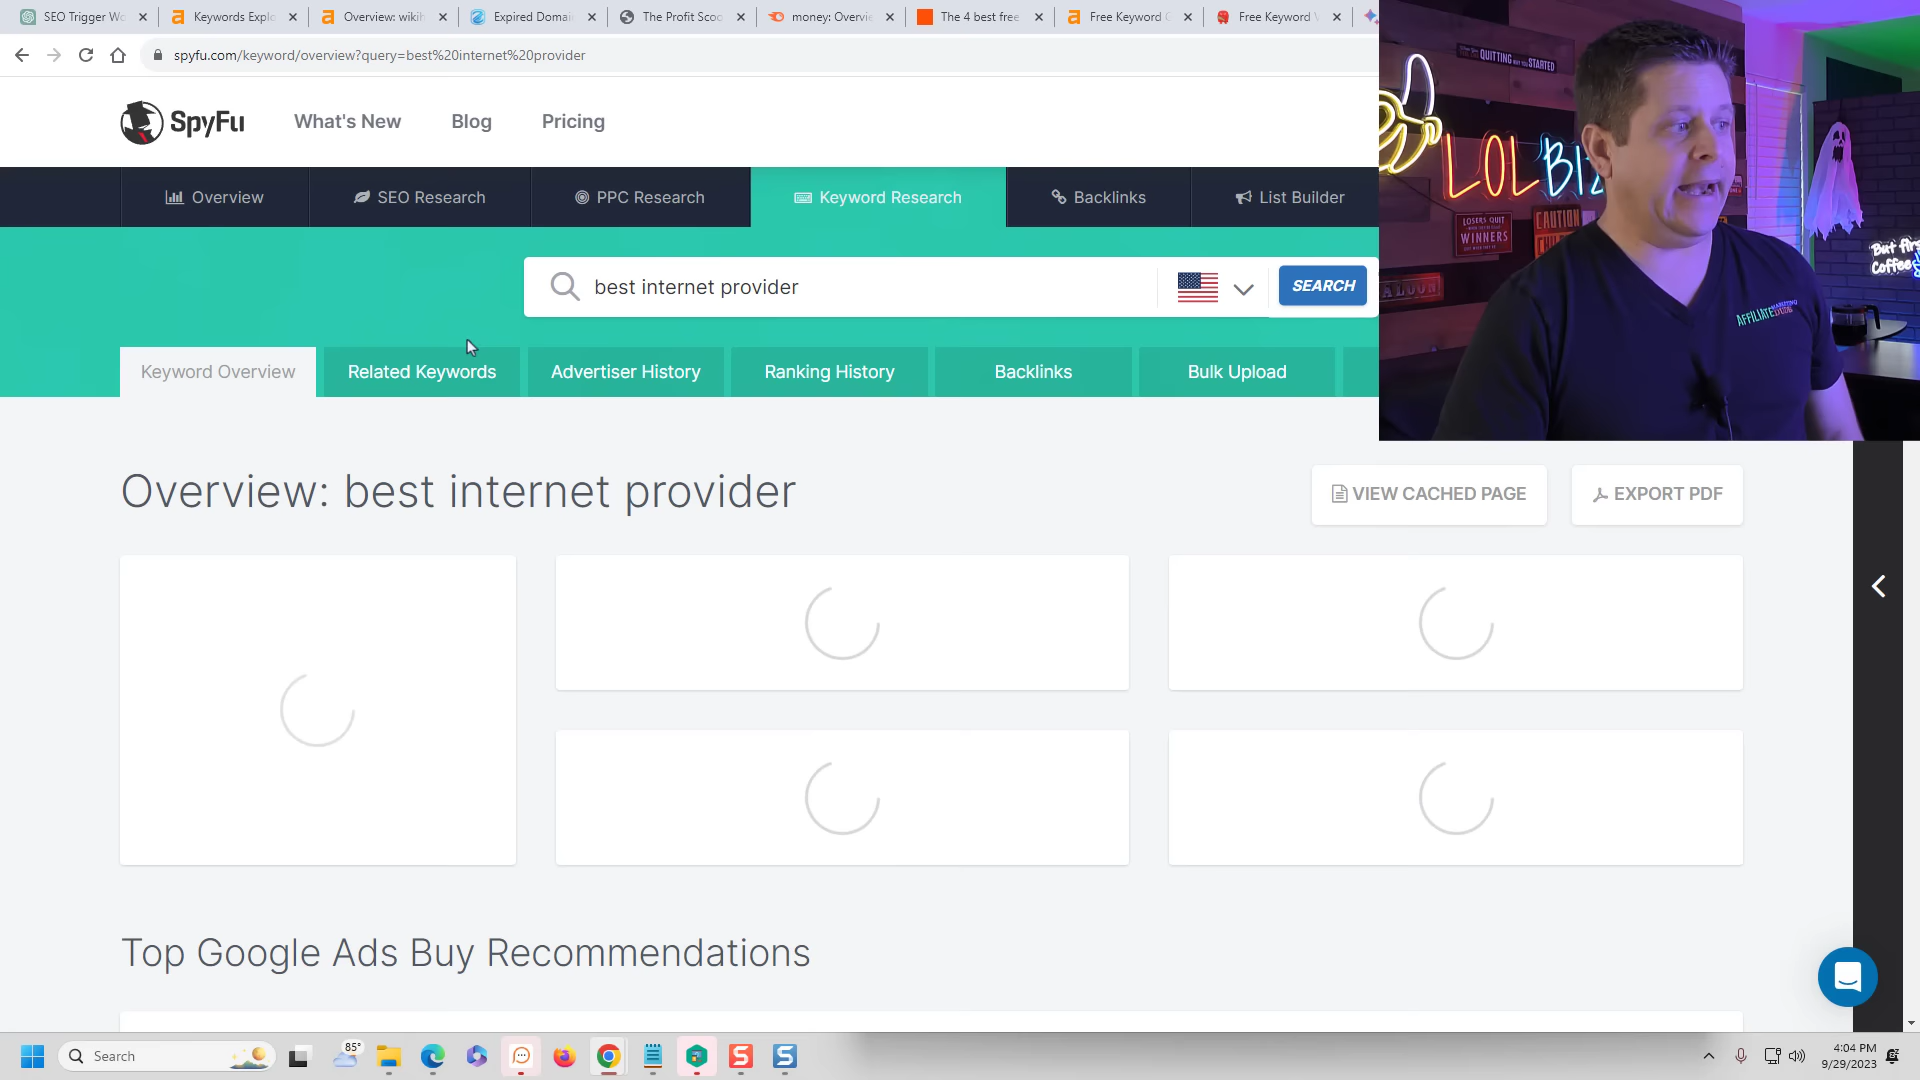 SEO Trigger Wo
Keywords Explo
Overview: wikih
Expired Domai
The Profit Scoo
money: Overvie
The 4 best free
Free Keyword G
Free Keyword
spyfu.com/keyword/overview?query=best%20internet%20provider
SpyFu
What's New
Blog
Pricing
Overview
SEO Research
PPC Research
Keyword Research
Backlinks
List Builder
best internet provider
SEARCH
Keyword Overview
Related Keywords
Advertiser History
Ranking History
Backlinks
Bulk Upload
QUITTING
YOU STARTED
LOL BIZ
LOSERS QUIT
WINNERS
CAUTION
But first
Coffee
AFFILIATE
MARKETING
DUDE
Overview: best internet provider
VIEW CACHED PAGE
EXPORT PDF
Top Google Ads Buy Recommendations
Search
85°
4:04 PM
9/29/2023